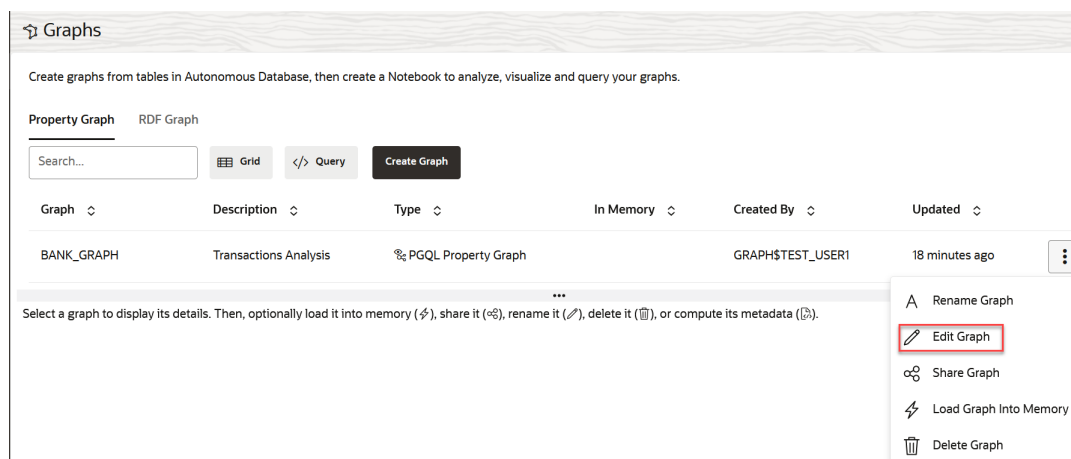 Graphs
Create graphs from tables in Autonomous Database, then create a Notebook to analyze, visualize and query your graphs.
Property Graph RDF Graph
Search... Grid </> Query Create Graph
Graph Description Type In Memory Created By Updated
BANK_GRAPH Transactions Analysis PGQL Property Graph GRAPH$TEST_USER1 18 minutes ago
Select a graph to display its details. Then, optionally load it into memory (), share it (), rename it (), delete it (), or compute its metadata ().
A Rename Graph
Edit Graph
Share Graph
Load Graph Into Memory
Delete Graph